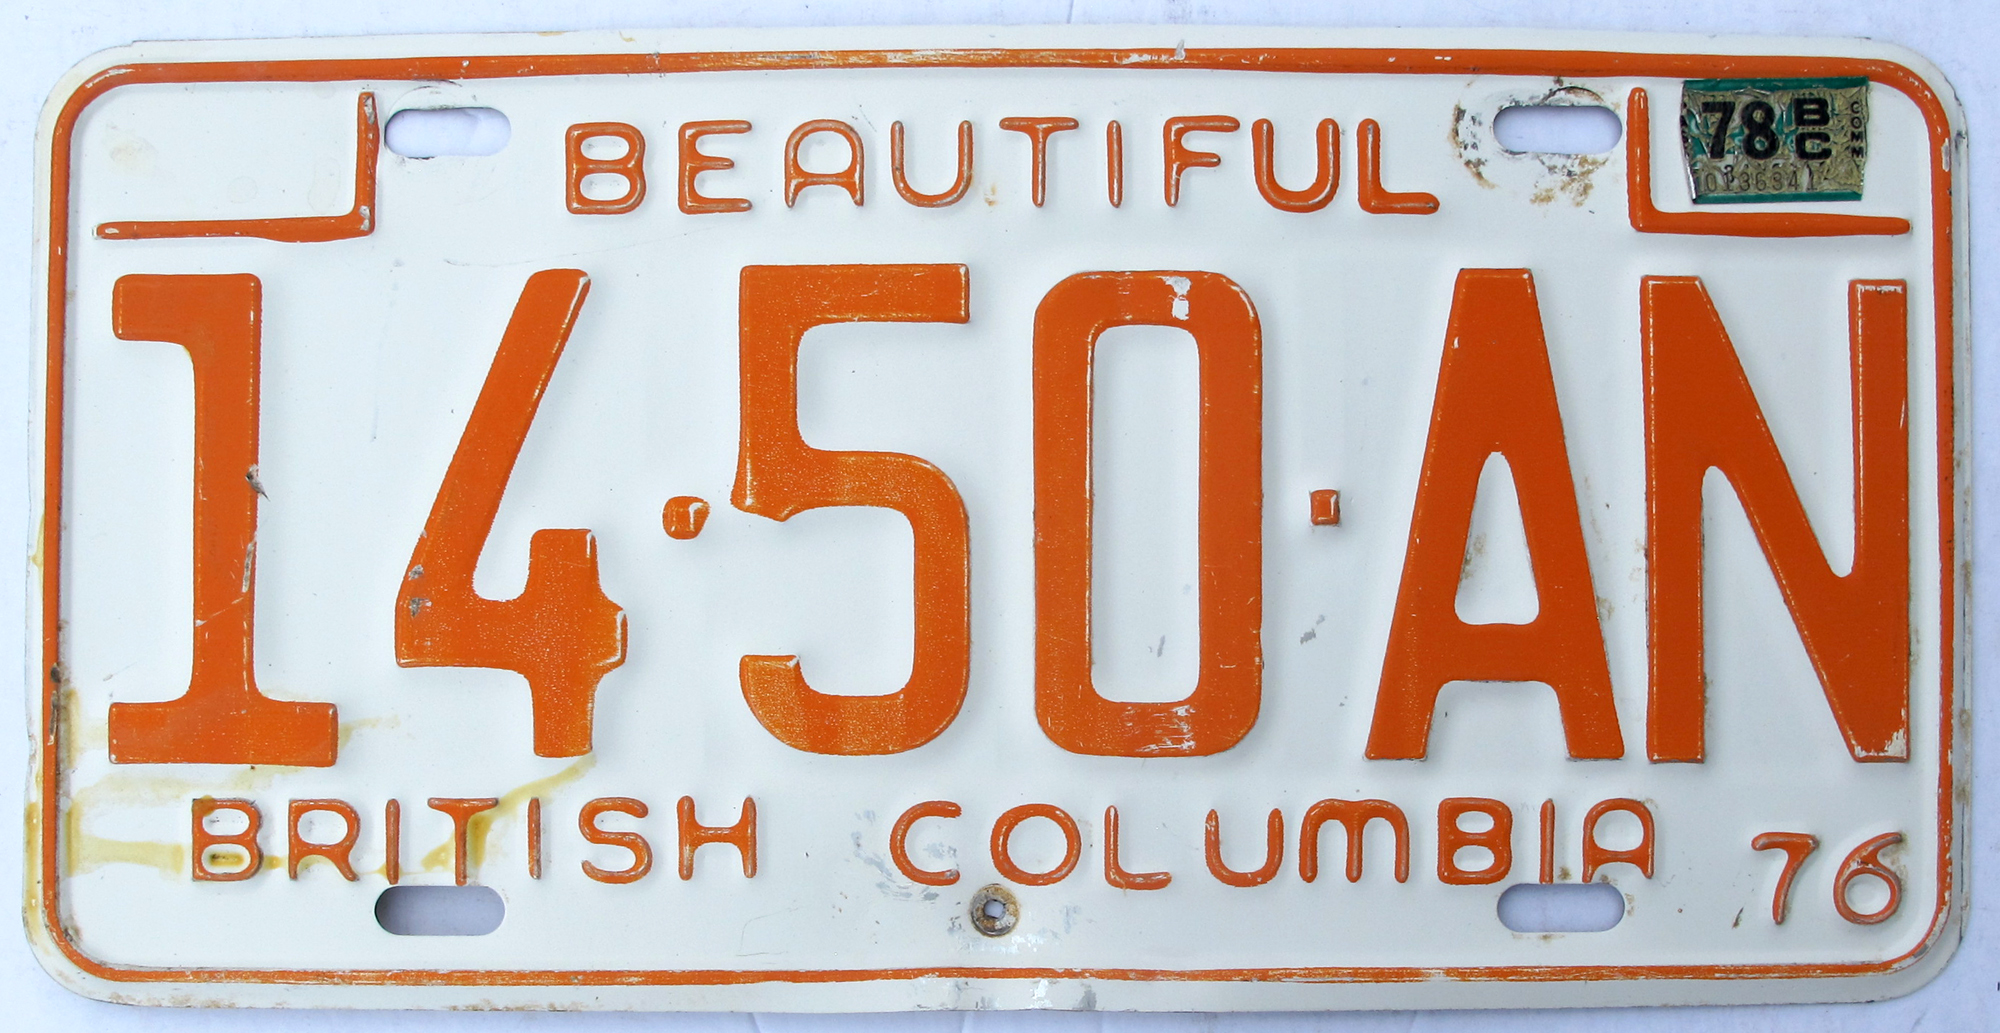 BEAUTIFUL
78 BC COMM
14·50·AN
BRITISH COLUMBIA 76